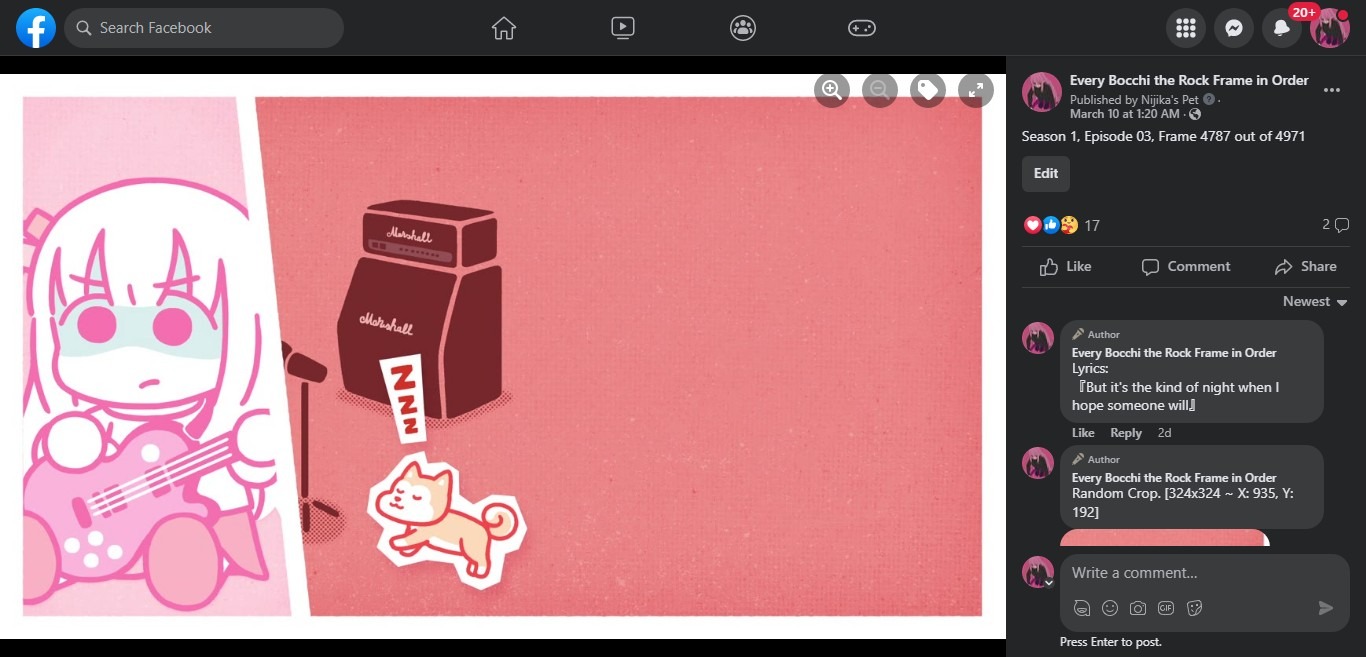 Search Facebook
20+
Marshall
Marshall
NNNN
Every Bocchi the Rock Frame in Order
Published by Nijika's Pet ·
March 10 at 1:20 AM ·
Season 1, Episode 03, Frame 4787 out of 4971
Edit
17
2
Like Comment Share
Newest
Author
Every Bocchi the Rock Frame in Order
Lyrics:
『But it's the kind of night when I
hope someone will』
Like Reply 2d
Author
Every Bocchi the Rock Frame in Order
Random Crop. [324x324 ~ X: 935, Y:
192]
Write a comment...
GIF
Press Enter to post.